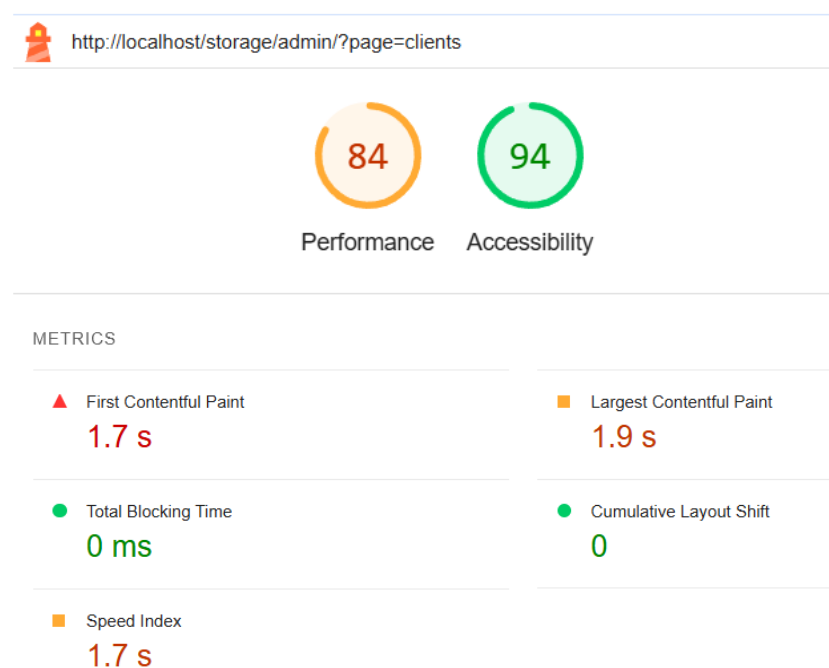 http://localhost/storage/admin/?page=clients
84
94
Performance
Accessibility
METRICS
First Contentful Paint
1.7 s
Largest Contentful Paint
1.9 s
Total Blocking Time
0 ms
Cumulative Layout Shift
0
Speed Index
1.7 s